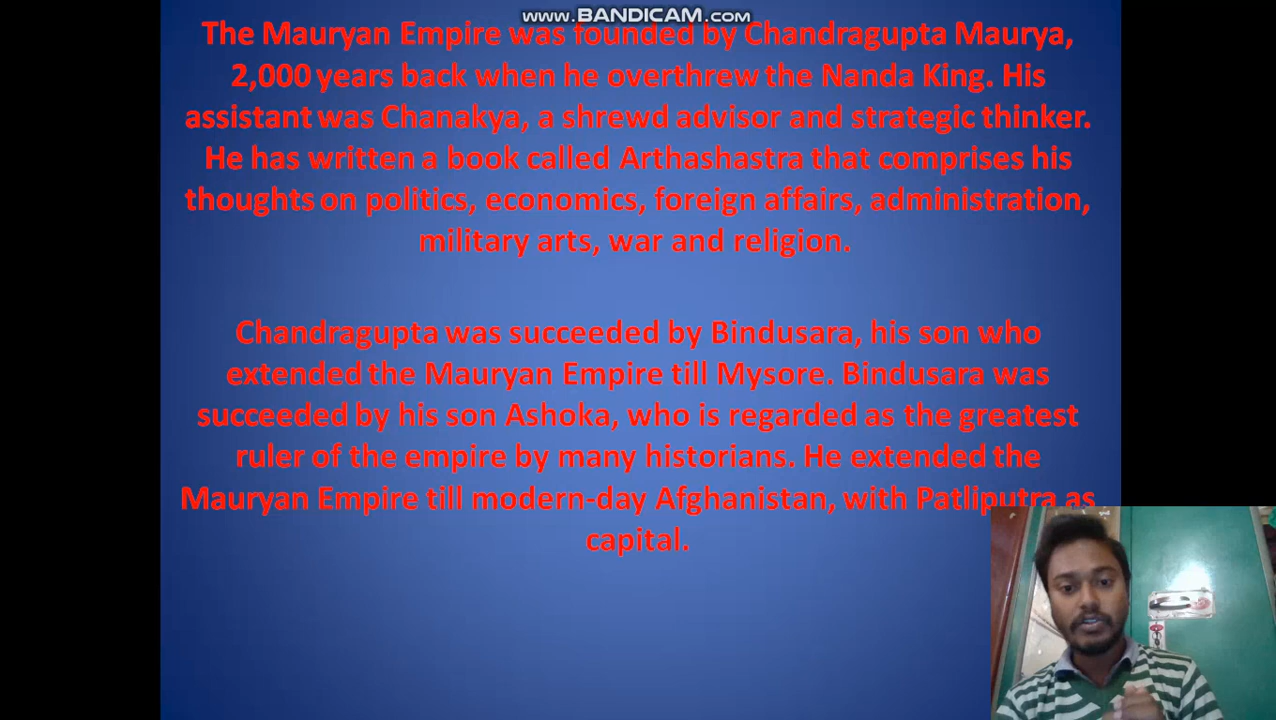 www.BANDICAM.com
The Mauryan Empire was founded by Chandragupta Maurya,
2,000 years back when he overthrew the Nanda King. His
assistant was Chanakya, a shrewd advisor and strategic thinker.
He has written a book called Arthashastra that comprises his
thoughts on politics, economics, foreign affairs, administration,
military arts, war and religion.
Chandragupta was succeeded by Bindusara, his son who
extended the Mauryan Empire till Mysore. Bindusara was
succeeded by his son Ashoka, who is regarded as the greatest
ruler of the empire by many historians. He extended the
Mauryan Empire till modern-day Afghanistan, with Patliputra as
capital.